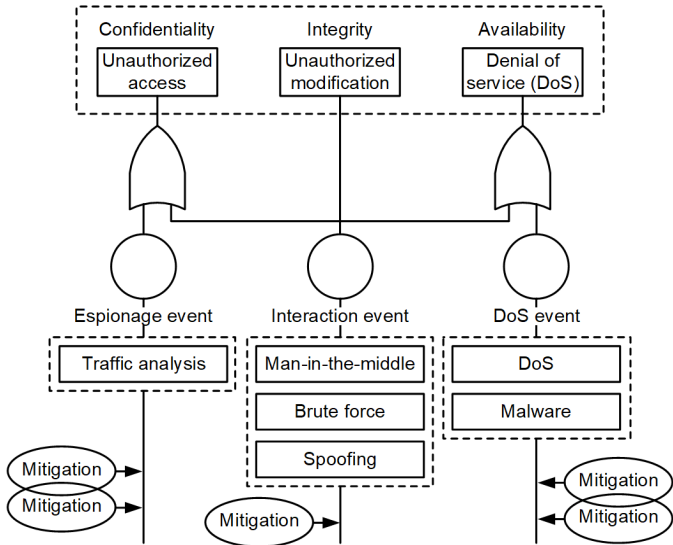 Confidentiality
Integrity
Availability
Unauthorized
access
Unauthorized
modification
Denial of
service (DoS)
Espionage event
Interaction event
DoS event
Traffic analysis
Man-in-the-middle
DoS
Brute force
Malware
Spoofing
Mitigation
Mitigation
Mitigation
Mitigation
Mitigation